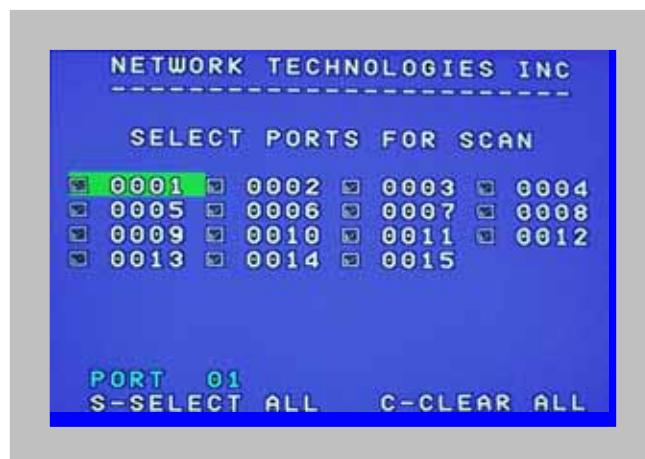 NETWORK TECHNOLOGIES INC
-------------------------
SELECT PORTS FOR SCAN
0001 0002 0003 0004
0005 0006 0007 0008
0009 0010 0011 0012
0013 0014 0015
PORT 01
S-SELECT ALL C-CLEAR ALL